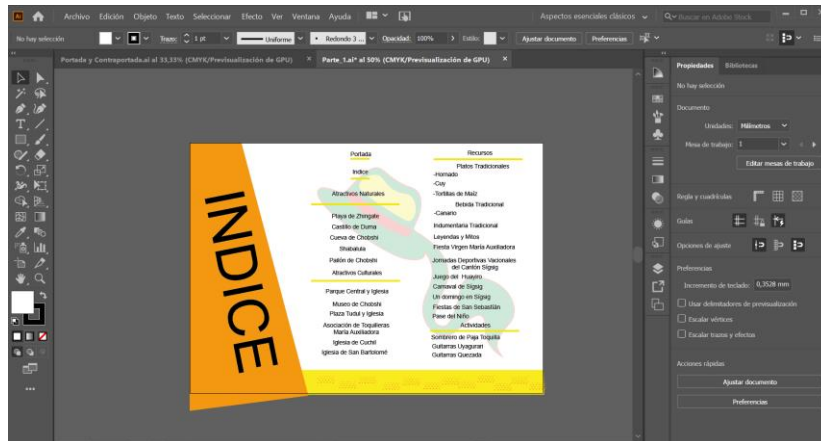 Ai
Archivo Edición Objeto Texto Seleccionar Efecto Ver Ventana Ayuda
Aspectos esenciales clásicos
Buscar en Adobe Stock
No hay selección
Trazo: 1 pt
Uniforme
Redondo 3 ...
Opacidad: 100%
Estilo:
Ajustar documento
Preferencias
Portada y Contraportada.ai al 33,33% (CMYK/Previsualización de GPU) ×
Parte_1.ai* al 50% (CMYK/Previsualización de GPU) ×
INDICE
Portada
Indice
Atractivos Naturales
Playa de Zhingate
Castillo de Duma
Cueva de Chobshi
Shabalula
Pailón de Chobshi
Atractivos Culturales
Parque Central y Iglesia
Museo de Chobshi
Plaza Tudul y Iglesia
Asociación de Toquilleras
María Auxiliadora
Iglesia de Cuchil
Iglesia de San Bartolomé
Recursos
Platos Tradicionales
-Hornado
-Cuy
-Tortillas de Maíz
Bebida Tradicional
-Canario
Indumentaria Tradicional
Leyendas y Mitos
Fiesta Virgen María Auxiliadora
Jornadas Deportivas Vacionales
del Cantón Sígsig
Juego del Huayro
Carnaval de Sígsig
Un domingo en Sígsig
Fiestas de San Sebastián
Pase del Niño
Actividades
Sombrero de Paja Toquilla
Guitarras Uyaguari
Guitarras Quezada
Propiedades Bibliotecas
No hay selección
Documento
Unidades: Milímetros
Mesa de trabajo: 1
Editar mesas de trabajo
Regla y cuadrículas
Guías
Opciones de ajuste
Preferencias
Incremento de teclado: 0,3528 mm
Usar delimitadores de previsualización
Escalar vértices
Escalar trazos y efectos
Acciones rápidas
Ajustar documento
Preferencias